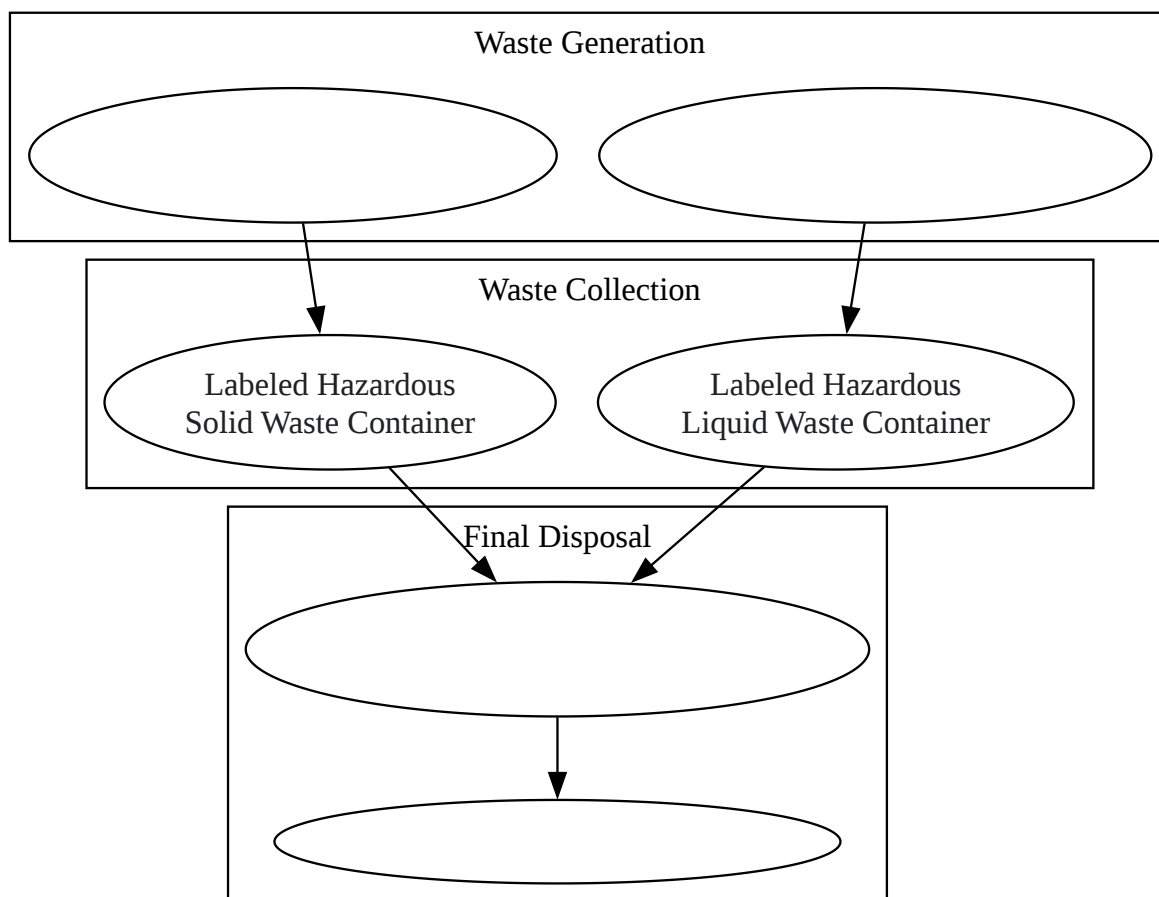 Waste Generation
Waste Collection
Labeled Hazardous
Solid Waste Container
Labeled Hazardous
Liquid Waste Container
Final Disposal